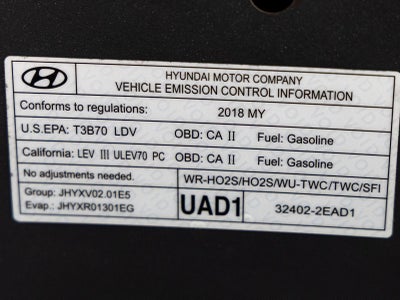 HYUNDAI MOTOR COMPANY
VEHICLE EMISSION CONTROL INFORMATION
Conforms to regulations: 2018 MY
U.S.EPA: T3B70 LDV OBD: CA II Fuel: Gasoline
California: LEV III ULEV70 PC OBD: CA II Fuel: Gasoline
No adjustments needed. WR-HO2S/HO2S/WU-TWC/TWC/SFI
Group: JHYXV02.01E5
Evap.: JHYXR01301EG
UAD1 32402-2EAD1